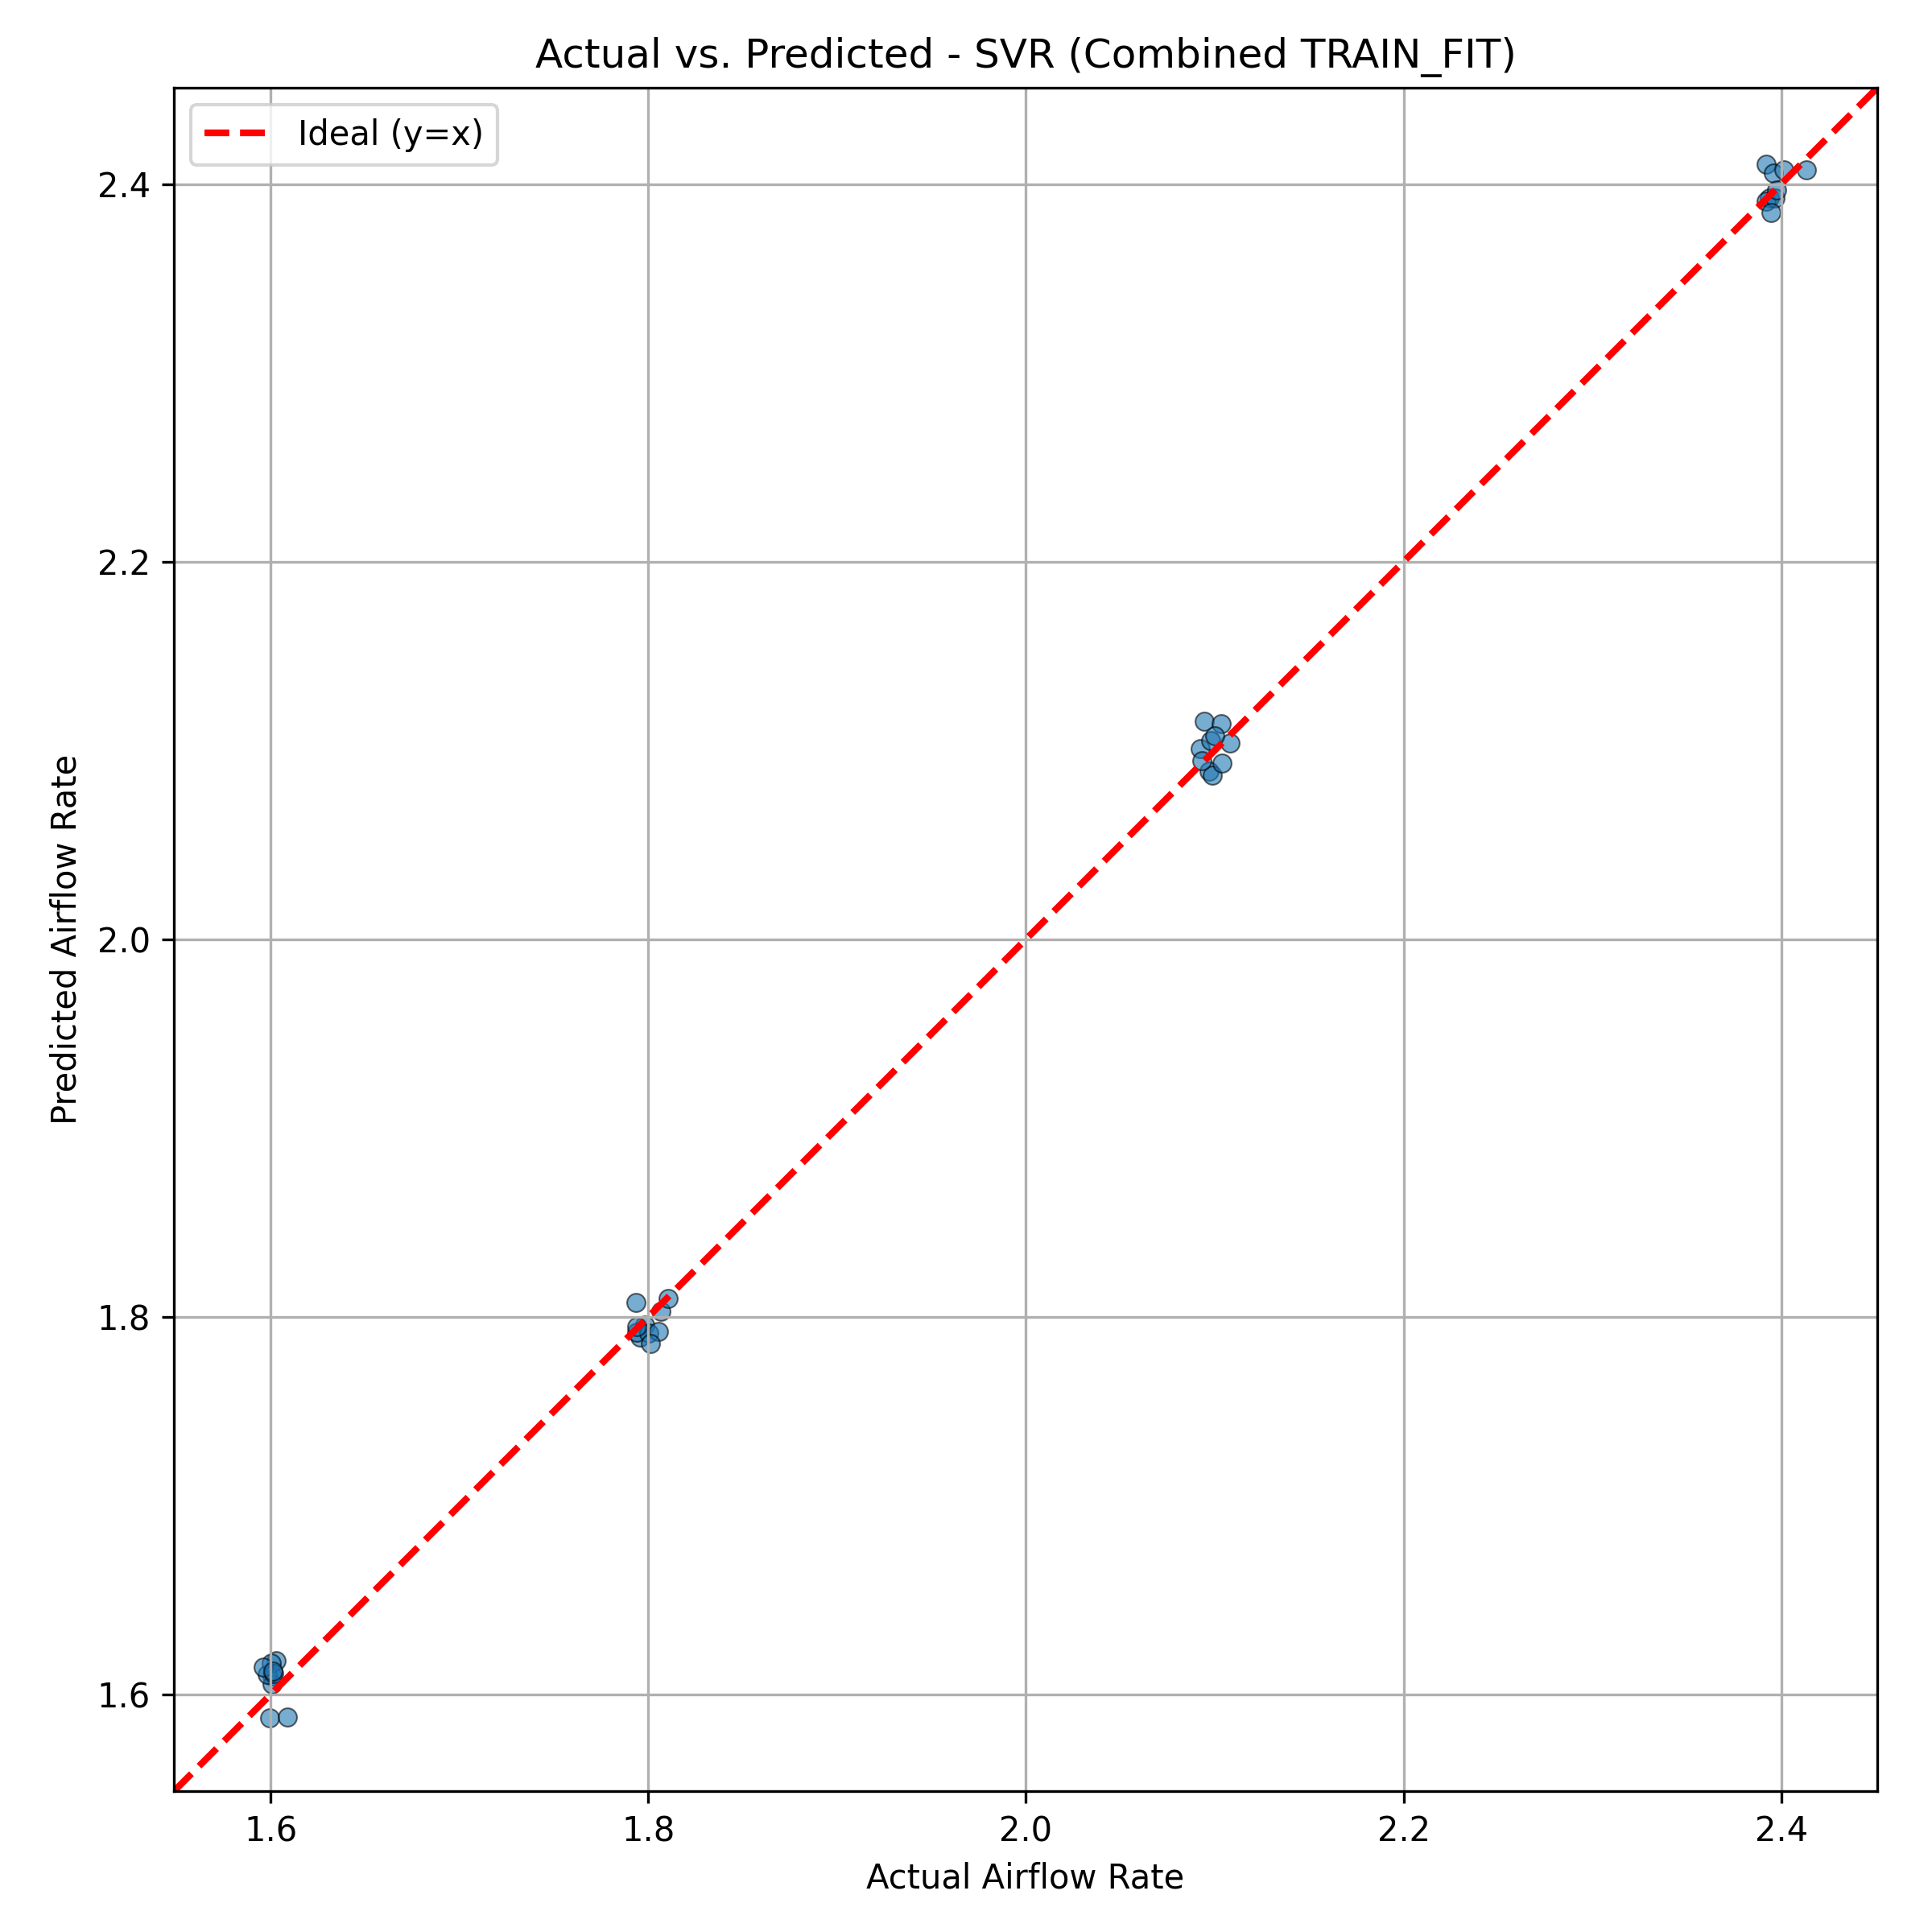 Actual vs. Predicted - SVR (Combined TRAIN_FIT)
Ideal (y=x)
Predicted Airflow Rate
2.4
2.2
2.0
1.8
1.6
1.6
1.8
2.0
2.2
2.4
Actual Airflow Rate